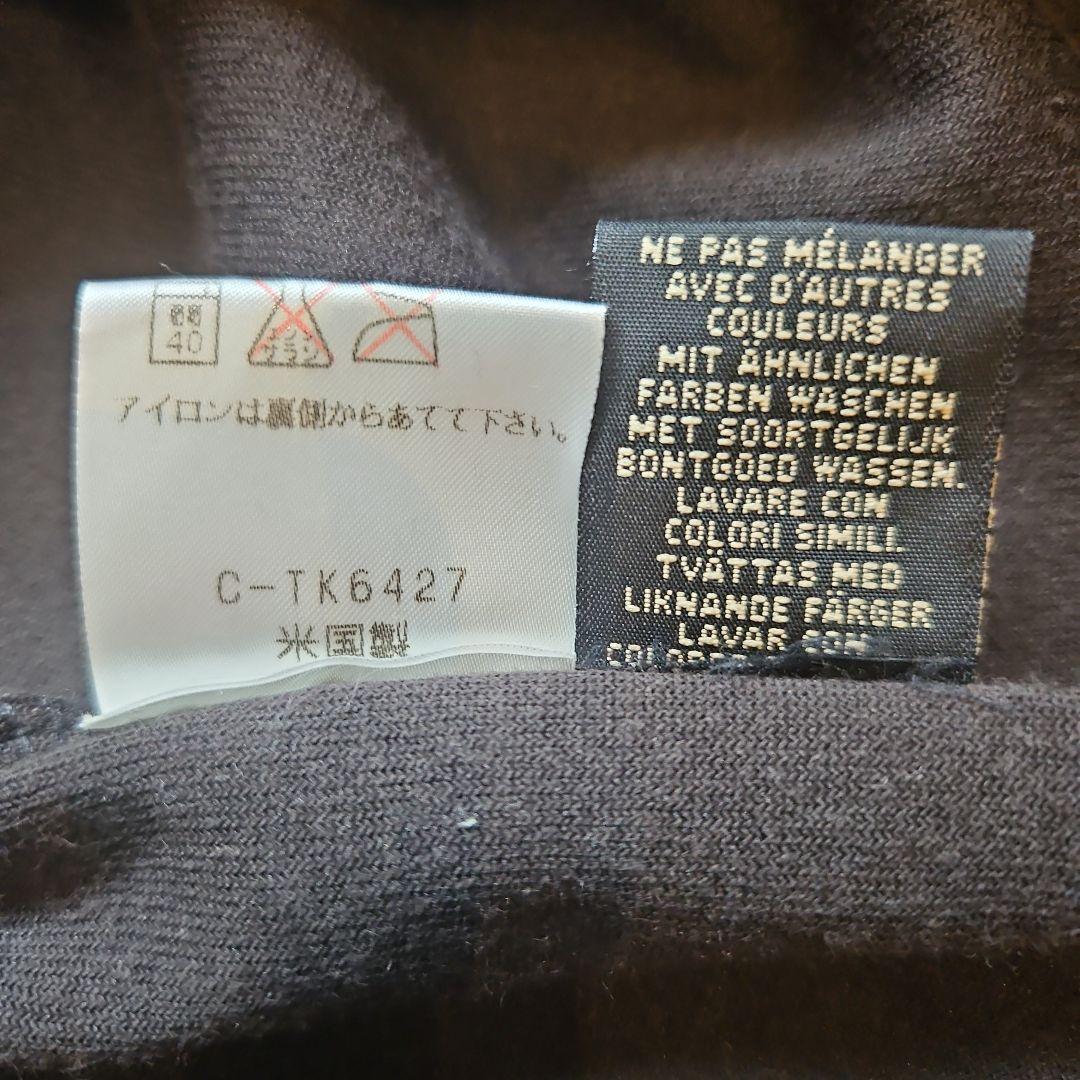 40
アイロンは裏側からあてて下さい。
C-TK6427
米国製
NE PAS MÉLANGER
AVEC D'AUTRES
COULEURS
MIT ÄHNLICHEN
FARBEN WASCHEN
MET SOORTGELIJK
BONTGOED WASSEN.
LAVARE CON
COLORI SIMILI.
TVÄTTAS MED
LIKNANDE FÄRGER
LAVAR CON